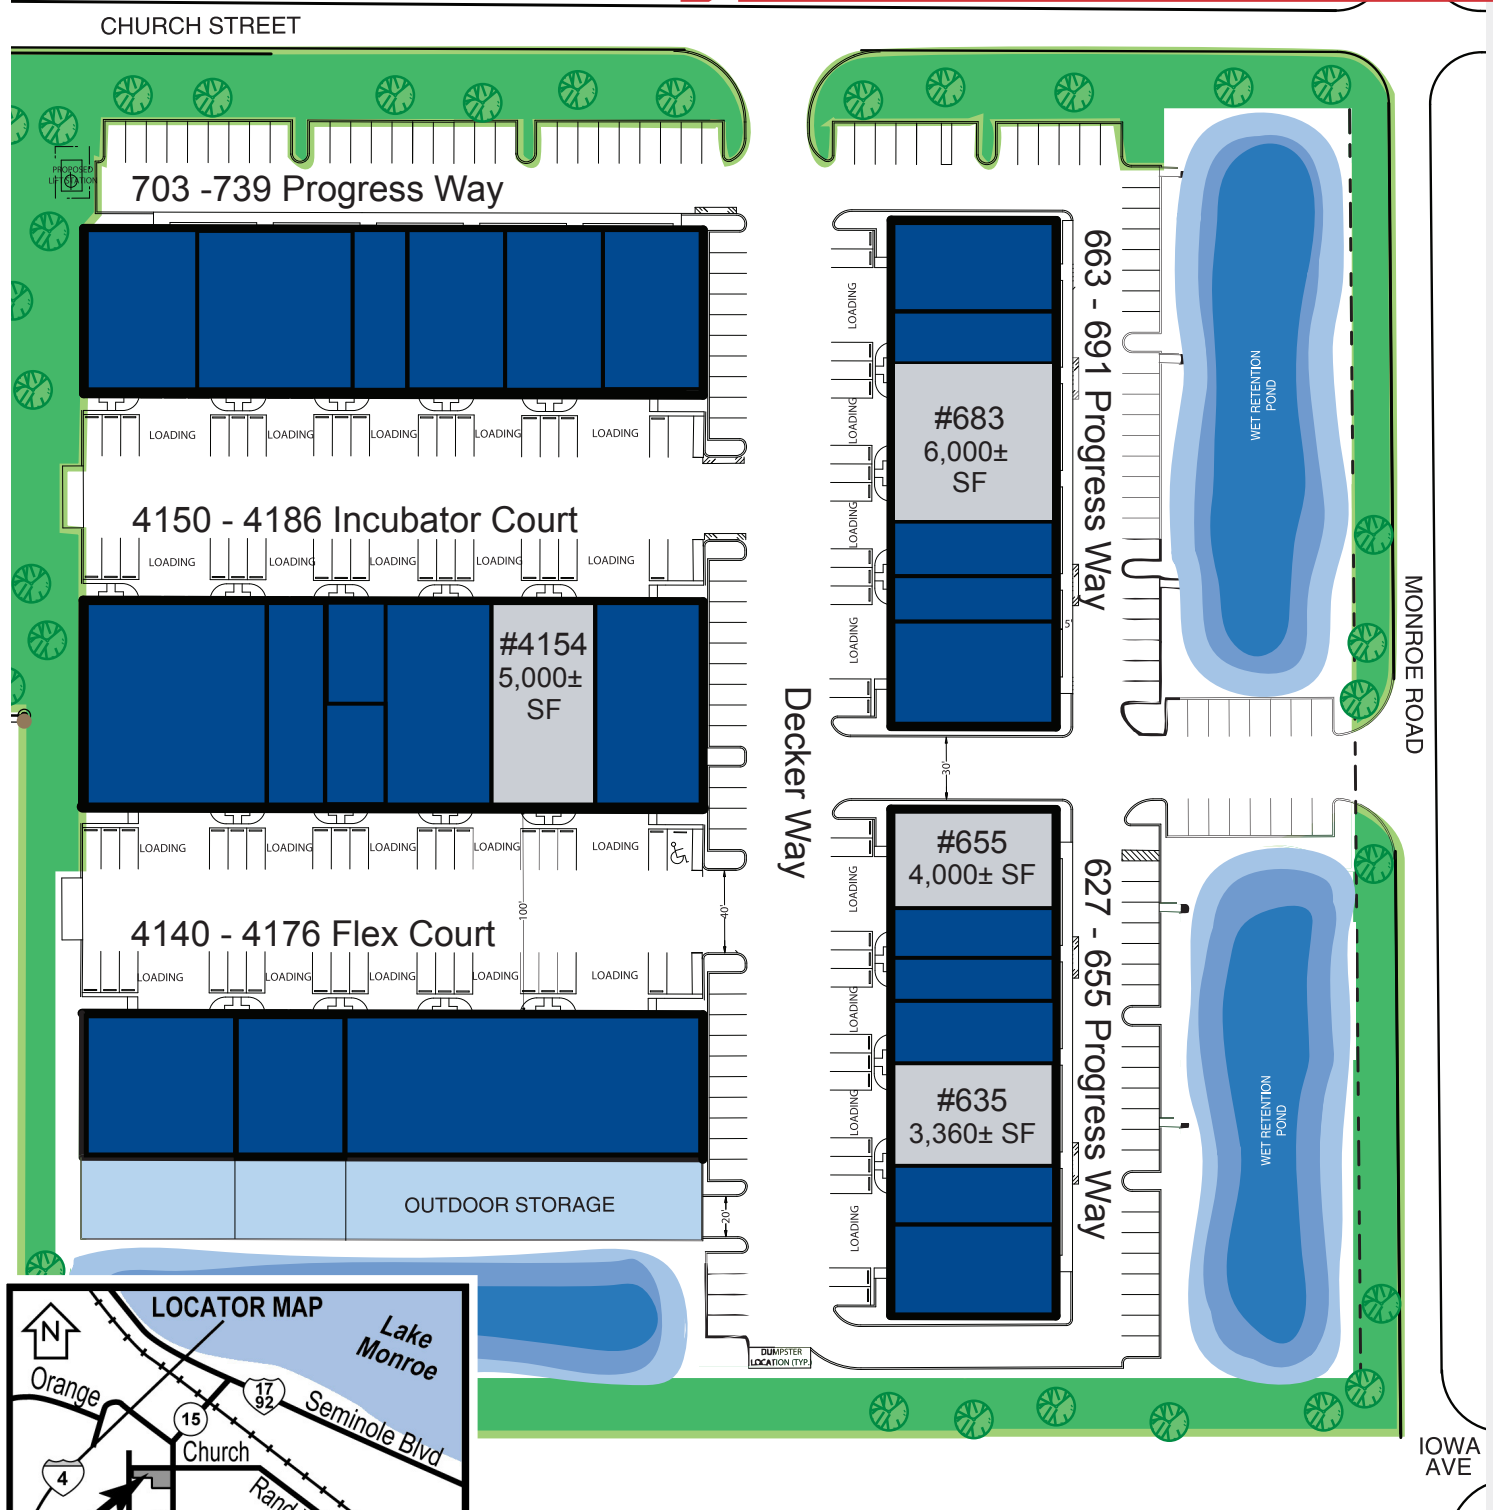 CHURCH STREET
PROPOSED
LIFT STATION
703 -739 Progress Way
LOADING
LOADING
LOADING
LOADING
LOADING
4150 - 4186 Incubator Court
LOADING
LOADING
LOADING
LOADING
LOADING
#4154
5,000±
SF
LOADING
LOADING
LOADING
LOADING
LOADING
100'
40'
4140 - 4176 Flex Court
LOADING
LOADING
LOADING
LOADING
LOADING
OUTDOOR STORAGE
20'
Decker Way
LOADING
LOADING
LOADING
LOADING
#683
6,000±
SF
663 - 691 Progress Way
5'
30'
WET RETENTION
POND
MONROE ROAD
#655
4,000± SF
LOADING
LOADING
LOADING
LOADING
#635
3,360± SF
627 - 655 Progress Way
WET RETENTION
POND
DUMPSTER
LOCATION (TYP.)
IOWA
AVE
LOCATOR MAP
N
Lake
Monroe
Orange
17
92
15
Seminole Blvd
Church
4